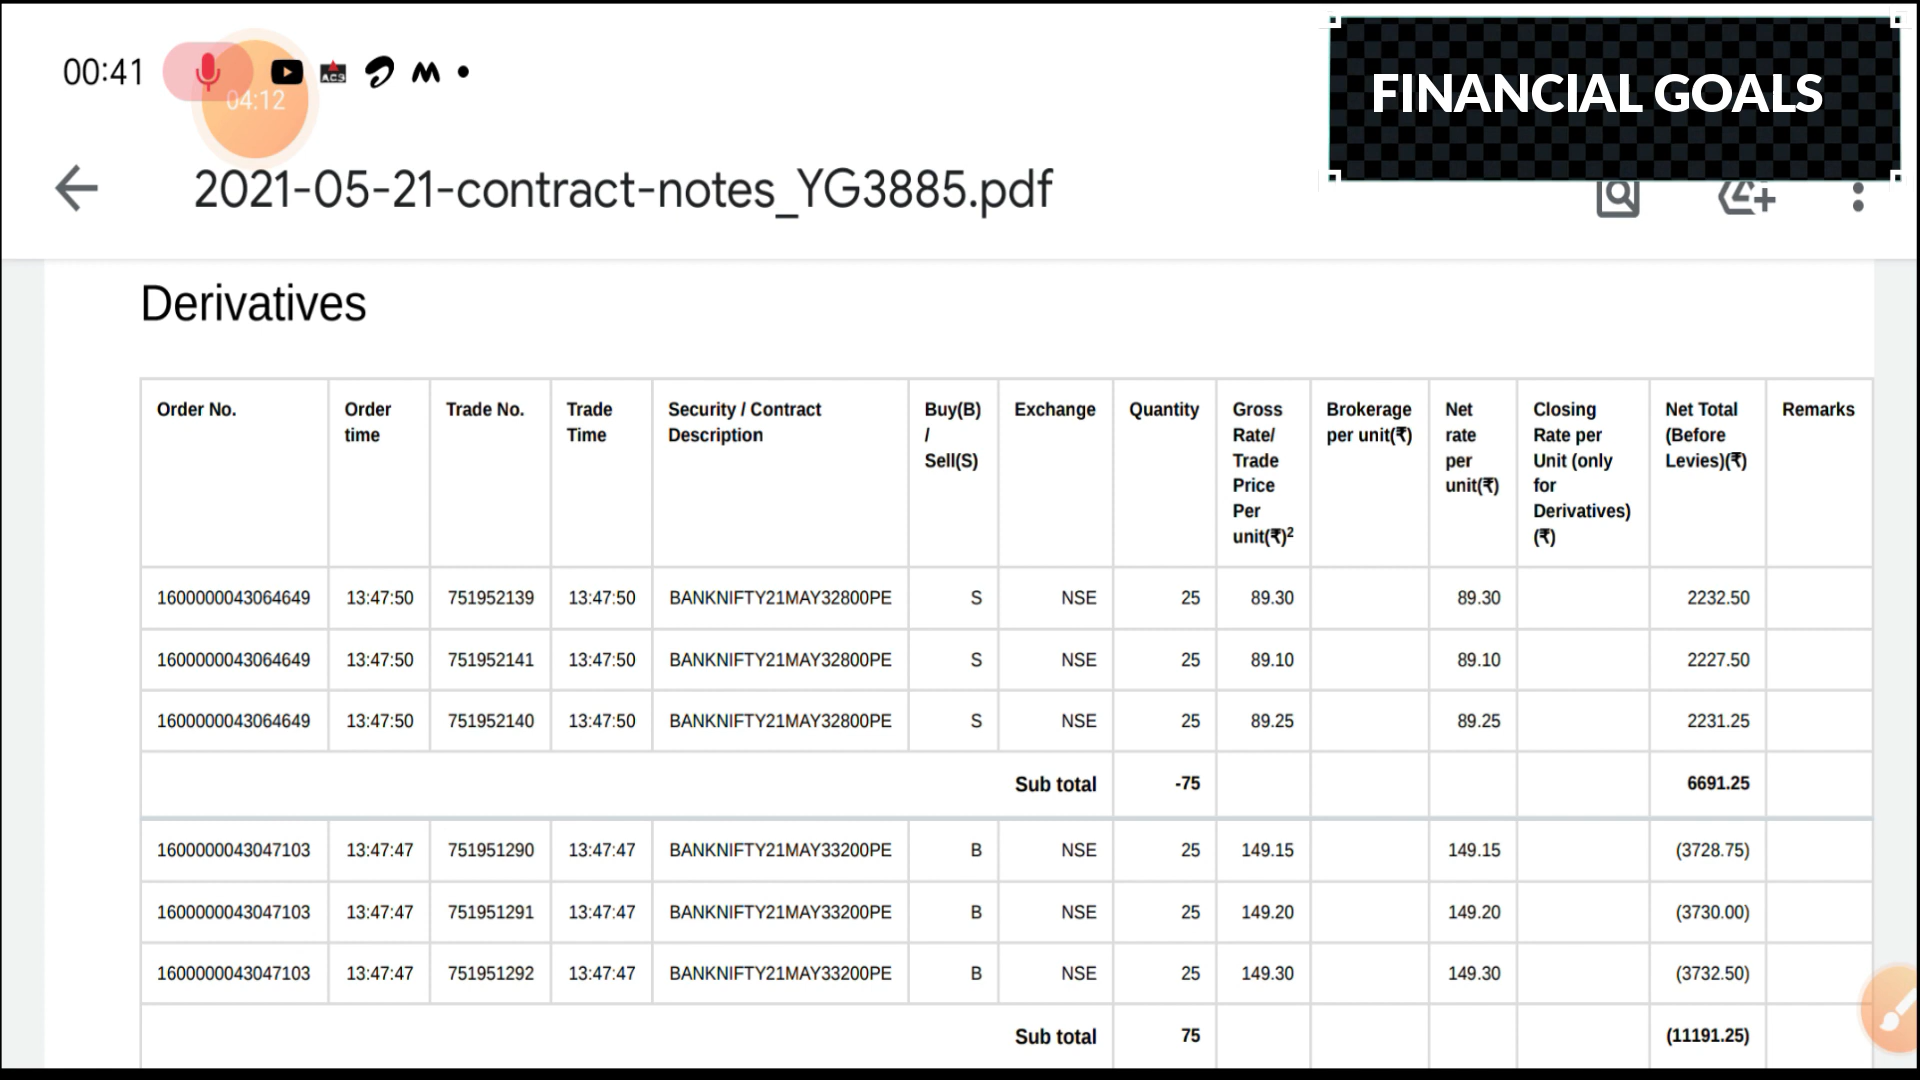 00:41
04:12
AC3
FINANCIAL GOALS
2021-05-21-contract-notes_YG3885.pdf
Derivatives
Order No. Order time Trade No. Trade Time Security / Contract Description Buy(B) / Sell(S) Exchange Quantity Gross Rate/ Trade Price Per unit(₹)² Brokerage per unit(₹) Net rate per unit(₹) Closing Rate per Unit (only for Derivatives) (₹) Net Total (Before Levies)(₹) Remarks
1600000043064649 13:47:50 751952139 13:47:50 BANKNIFTY21MAY32800PE S NSE 25 89.30 89.30 2232.50
1600000043064649 13:47:50 751952141 13:47:50 BANKNIFTY21MAY32800PE S NSE 25 89.10 89.10 2227.50
1600000043064649 13:47:50 751952140 13:47:50 BANKNIFTY21MAY32800PE S NSE 25 89.25 89.25 2231.25
Sub total -75 6691.25
1600000043047103 13:47:47 751951290 13:47:47 BANKNIFTY21MAY33200PE B NSE 25 149.15 149.15 (3728.75)
1600000043047103 13:47:47 751951291 13:47:47 BANKNIFTY21MAY33200PE B NSE 25 149.20 149.20 (3730.00)
1600000043047103 13:47:47 751951292 13:47:47 BANKNIFTY21MAY33200PE B NSE 25 149.30 149.30 (3732.50)
Sub total 75 (11191.25)